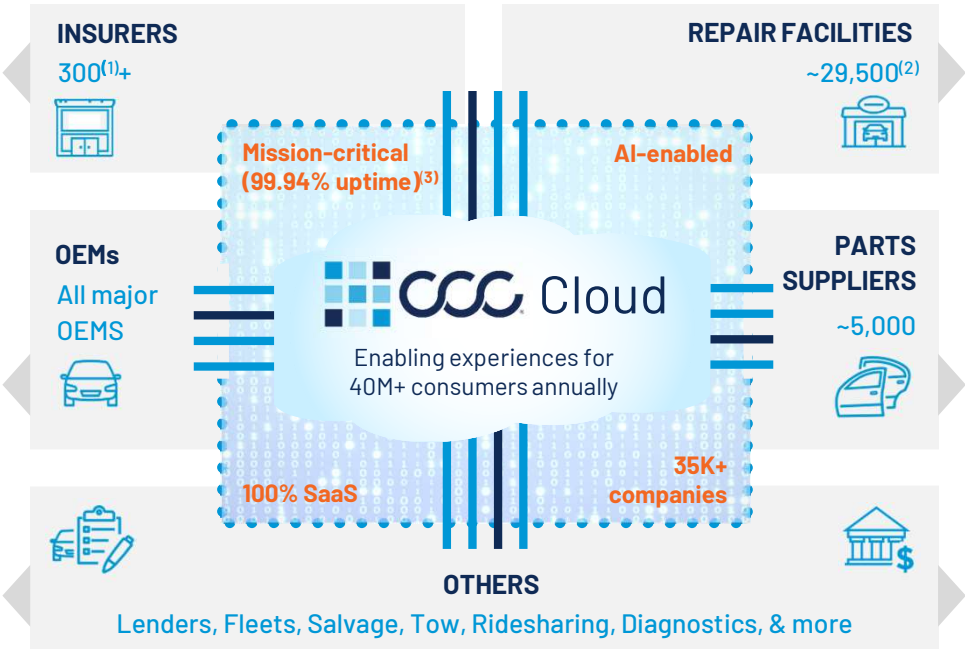 INSURERS
300(1)+
REPAIR FACILITIES
~29,500(2)
Mission-critical
(99.94% uptime)(3)
AI-enabled
OEMs
All major
OEMS
CCC Cloud
Enabling experiences for
40M+ consumers annually
PARTS
SUPPLIERS
~5,000
100% SaaS
35K+
companies
$
OTHERS
Lenders, Fleets, Salvage, Tow, Ridesharing, Diagnostics, & more